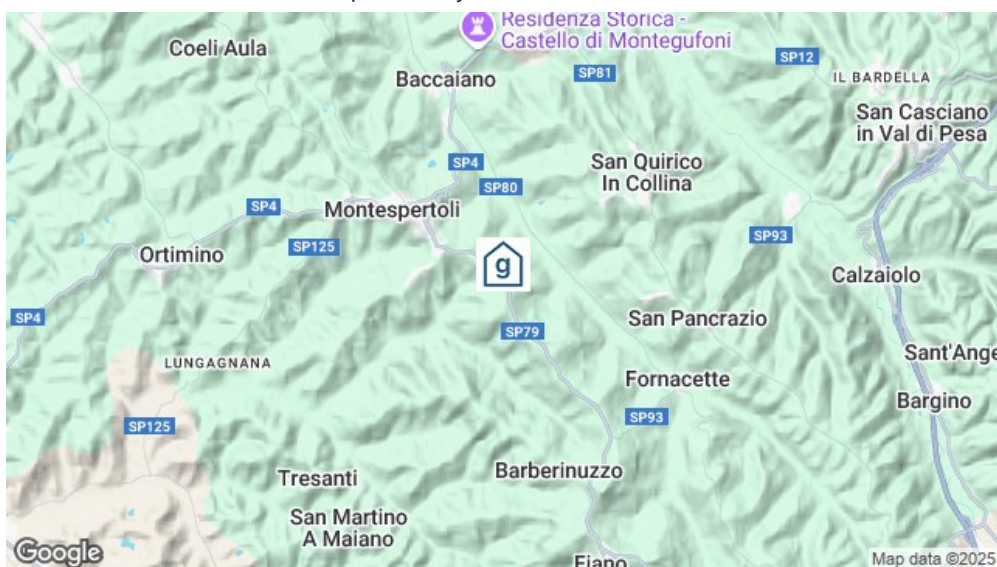 Residenza Storica -
Castello di Montegufoni
Coeli Aula
Baccaiano
SP81
SP12
IL BARDELLA
San Casciano
in Val di Pesa
SP4
San Quirico
In Collina
SP80
SP4
Montespertoli
SP93
SP125
Ortimino
g
Calzaiolo
SP4
San Pancrazio
SP79
Sant'Ange
LUNGAGNANA
Fornacette
Bargino
SP93
SP125
Barberinuzzo
Tresanti
San Martino
A Maiano
Google
Fiano
Map data ©2025